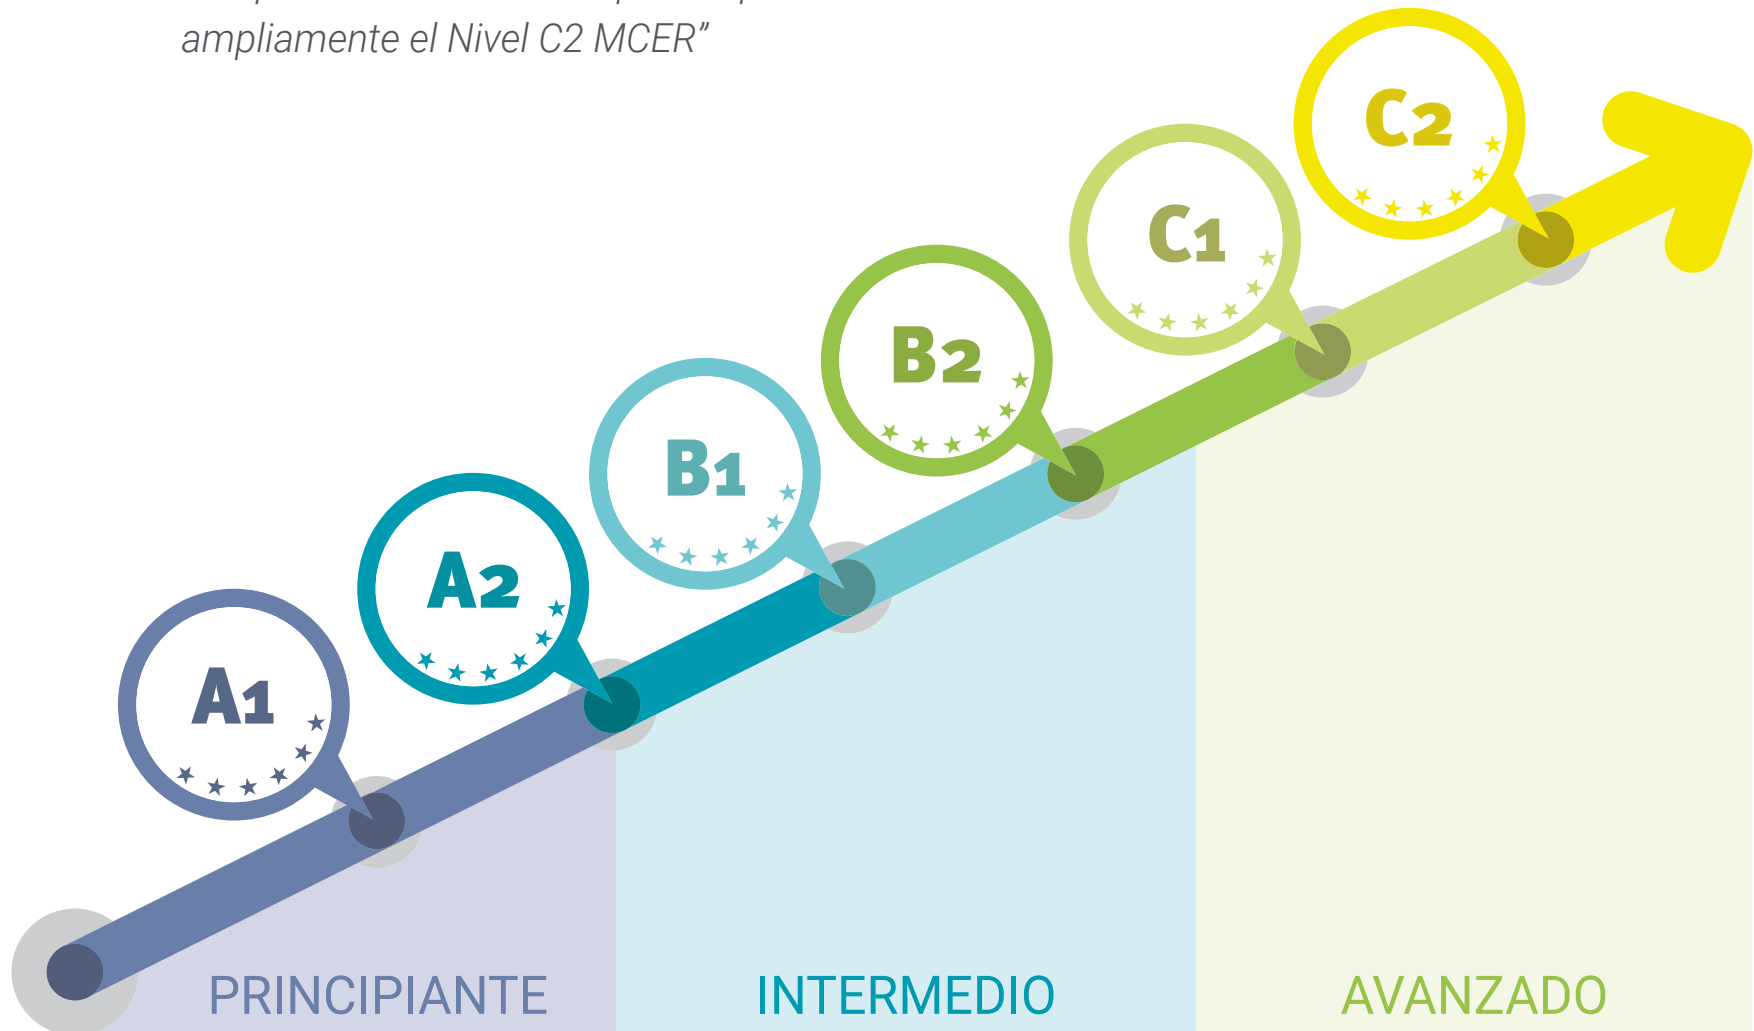 ampliamente el Nivel C2 MCER”
C2
C1
B2
B1
A2
A1
PRINCIPIANTE
INTERMEDIO
AVANZADO